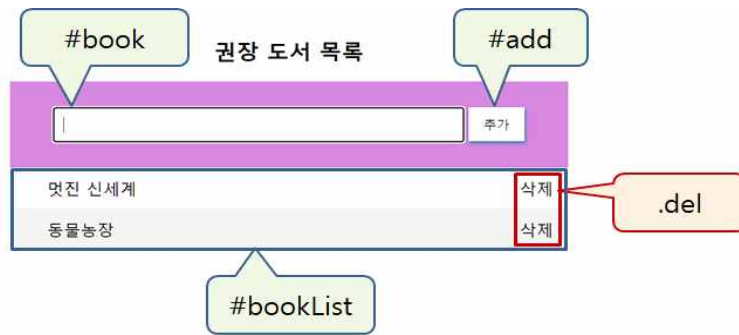 #book
권장 도서 목록
#add
추가
멋진 신세계 삭제
.del
동물농장 삭제
#bookList